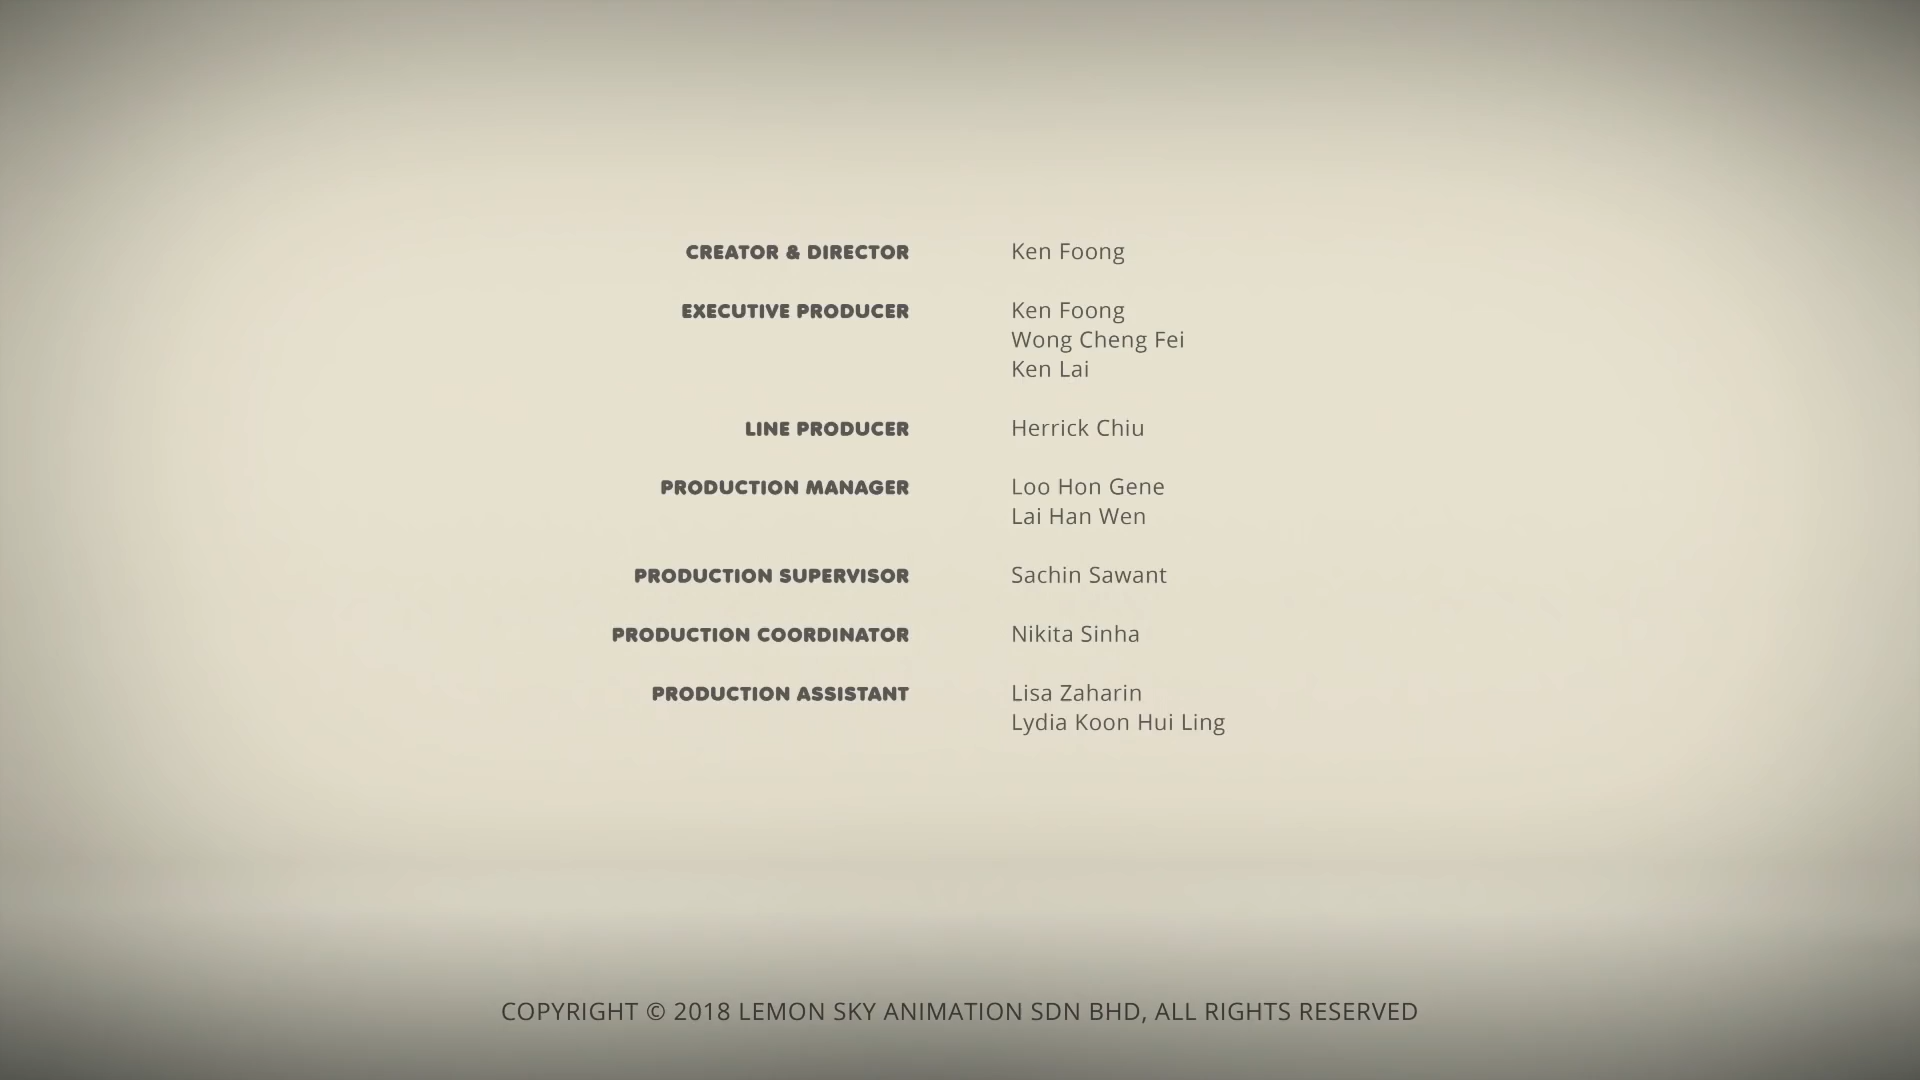 CREATOR & DIRECTOR Ken Foong
EXECUTIVE PRODUCER Ken Foong
Wong Cheng Fei
Ken Lai
LINE PRODUCER Herrick Chiu
PRODUCTION MANAGER Loo Hon Gene
Lai Han Wen
PRODUCTION SUPERVISOR Sachin Sawant
PRODUCTION COORDINATOR Nikita Sinha
PRODUCTION ASSISTANT Lisa Zaharin
Lydia Koon Hui Ling
COPYRIGHT © 2018 LEMON SKY ANIMATION SDN BHD, ALL RIGHTS RESERVED